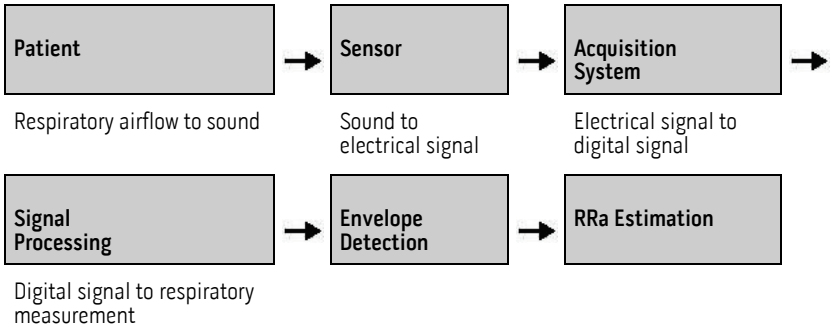 Patient
Sensor
Acquisition
System
Respiratory airflow to sound
Sound to
electrical signal
Electrical signal to
digital signal
Signal
Processing
Envelope
Detection
RRa Estimation
Digital signal to respiratory
measurement